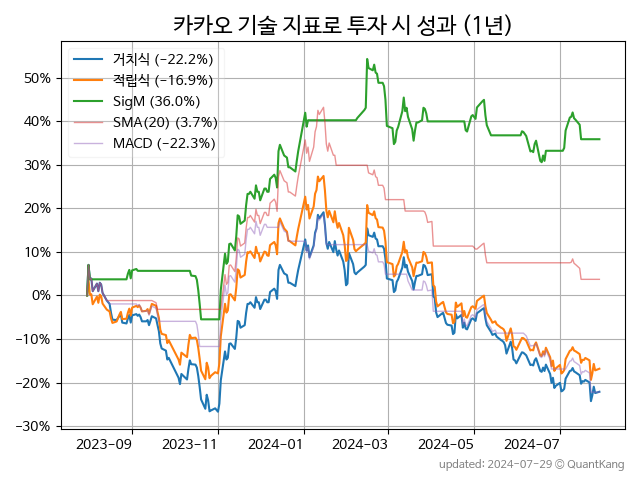 카카오 기술 지표로 투자 시 성과 (1년)
거치식 (−22.2%)
적립식 (−16.9%)
SigM (36.0%)
SMA(20) (3.7%)
MACD (−22.3%)
50%
40%
30%
20%
10%
0%
−10%
−20%
−30%
2023-09 2023-11 2024-01 2024-03 2024-05 2024-07
updated: 2024-07-29 ⓒ QuantKang